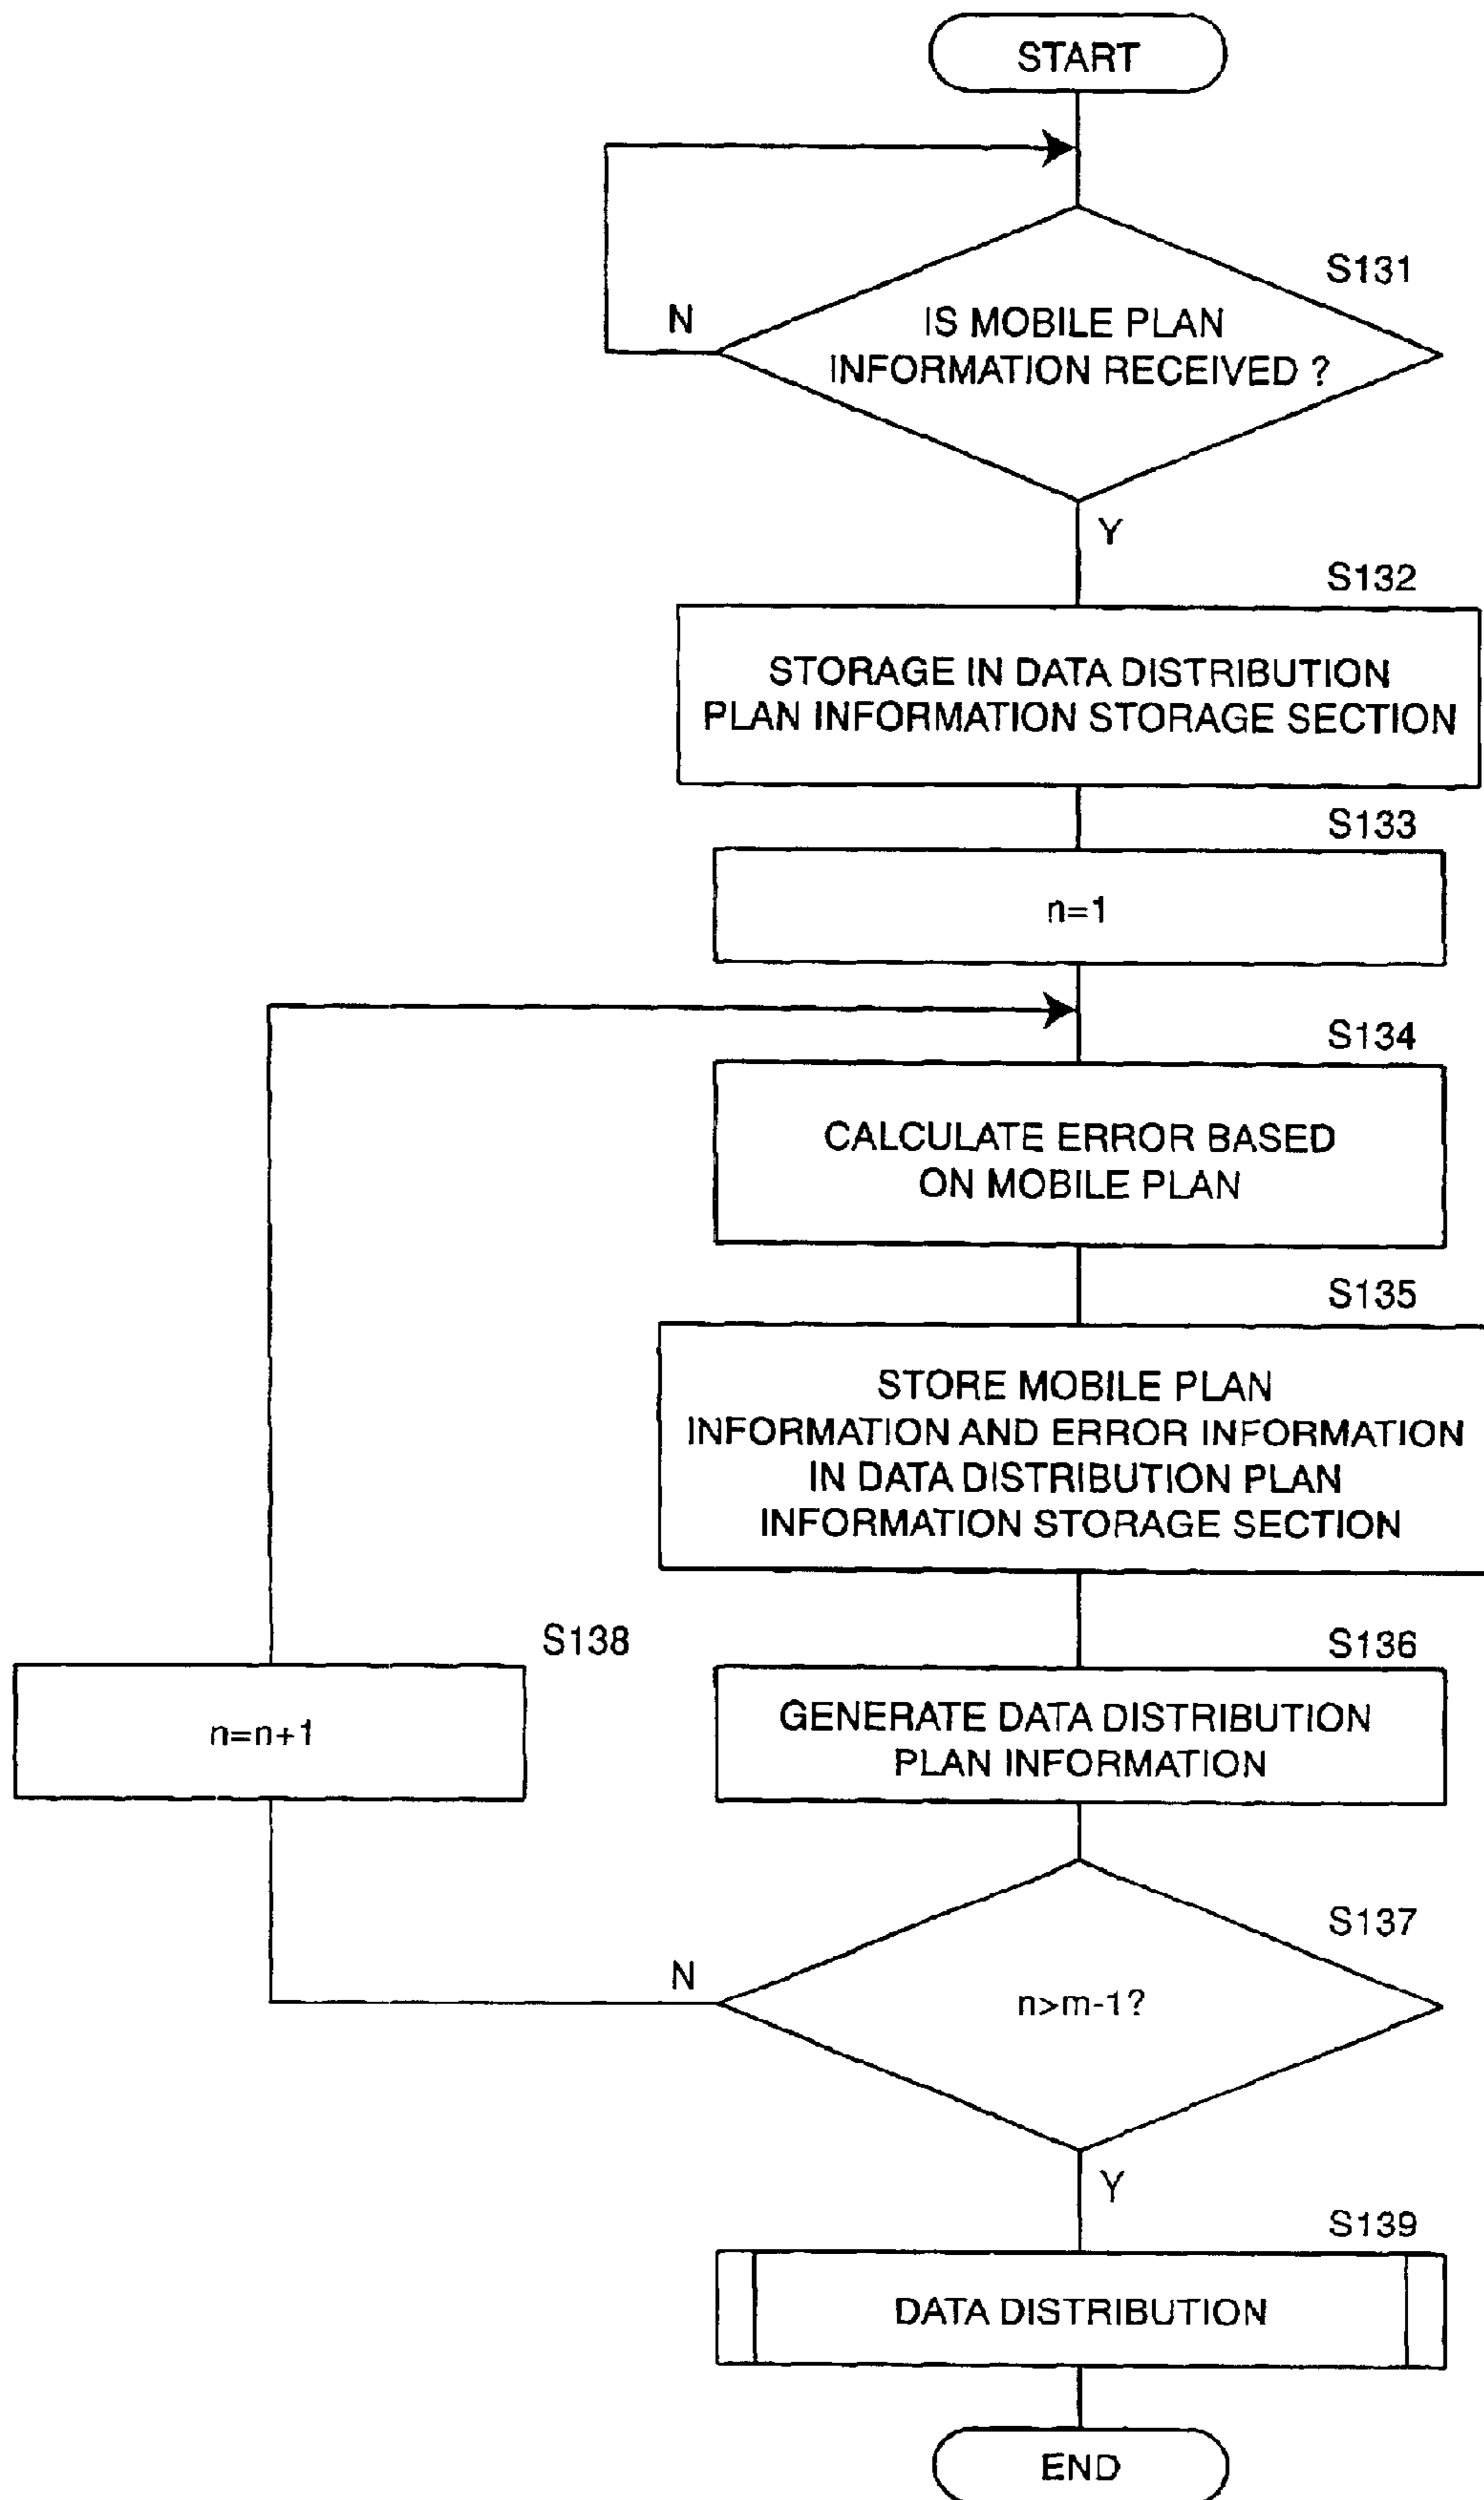 START
S131
N
IS MOBILE PLAN
INFORMATION RECEIVED ?
Y
S132
STORAGE IN DATA DISTRIBUTION
PLAN INFORMATION STORAGE SECTION
S133
n=1
S134
CALCULATE ERROR BASED
ON MOBILE PLAN
S135
STORE MOBILE PLAN
INFORMATION AND ERROR INFORMATION
IN DATA DISTRIBUTION PLAN
INFORMATION STORAGE SECTION
S138
S136
n=n+1
GENERATE DATA DISTRIBUTION
PLAN INFORMATION
S137
N
n>m-1?
Y
S139
DATA DISTRIBUTION
END